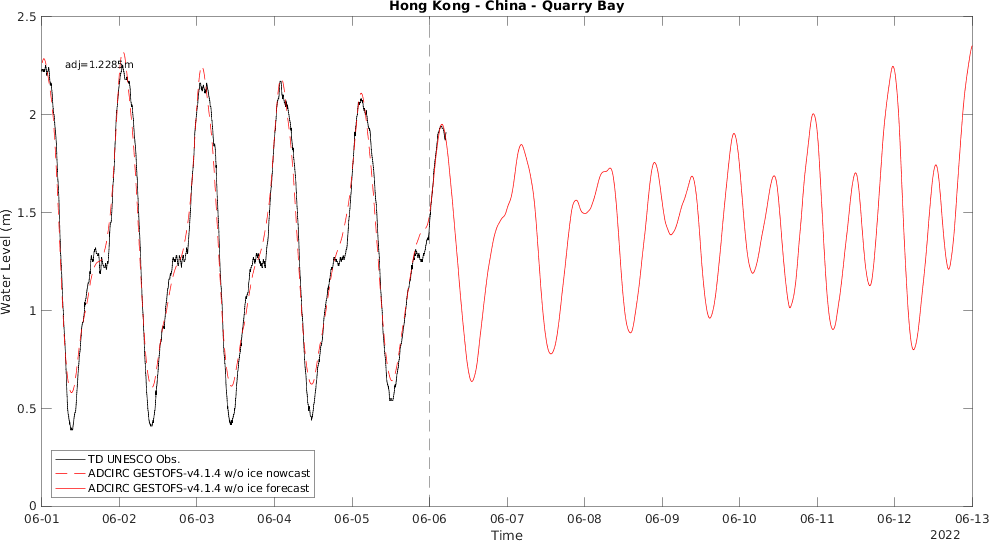 Hong Kong - China - Quarry Bay
adj=1.2285m
Water Level (m)
2.5
2
1.5
1
0.5
0
TD UNESCO Obs.
ADCIRC GESTOFS-v4.1.4 w/o ice nowcast
ADCIRC GESTOFS-v4.1.4 w/o ice forecast
06-01 06-02 06-03 06-04 06-05 06-06 06-07 06-08 06-09 06-10 06-11 06-12 06-13
Time
2022